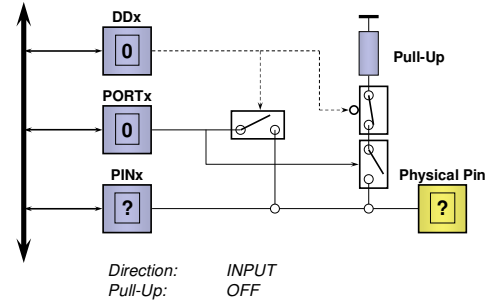 DDx
0
Pull-Up
PORTx
0
PINx
?
Physical Pin
?
Direction: INPUT
Pull-Up: OFF